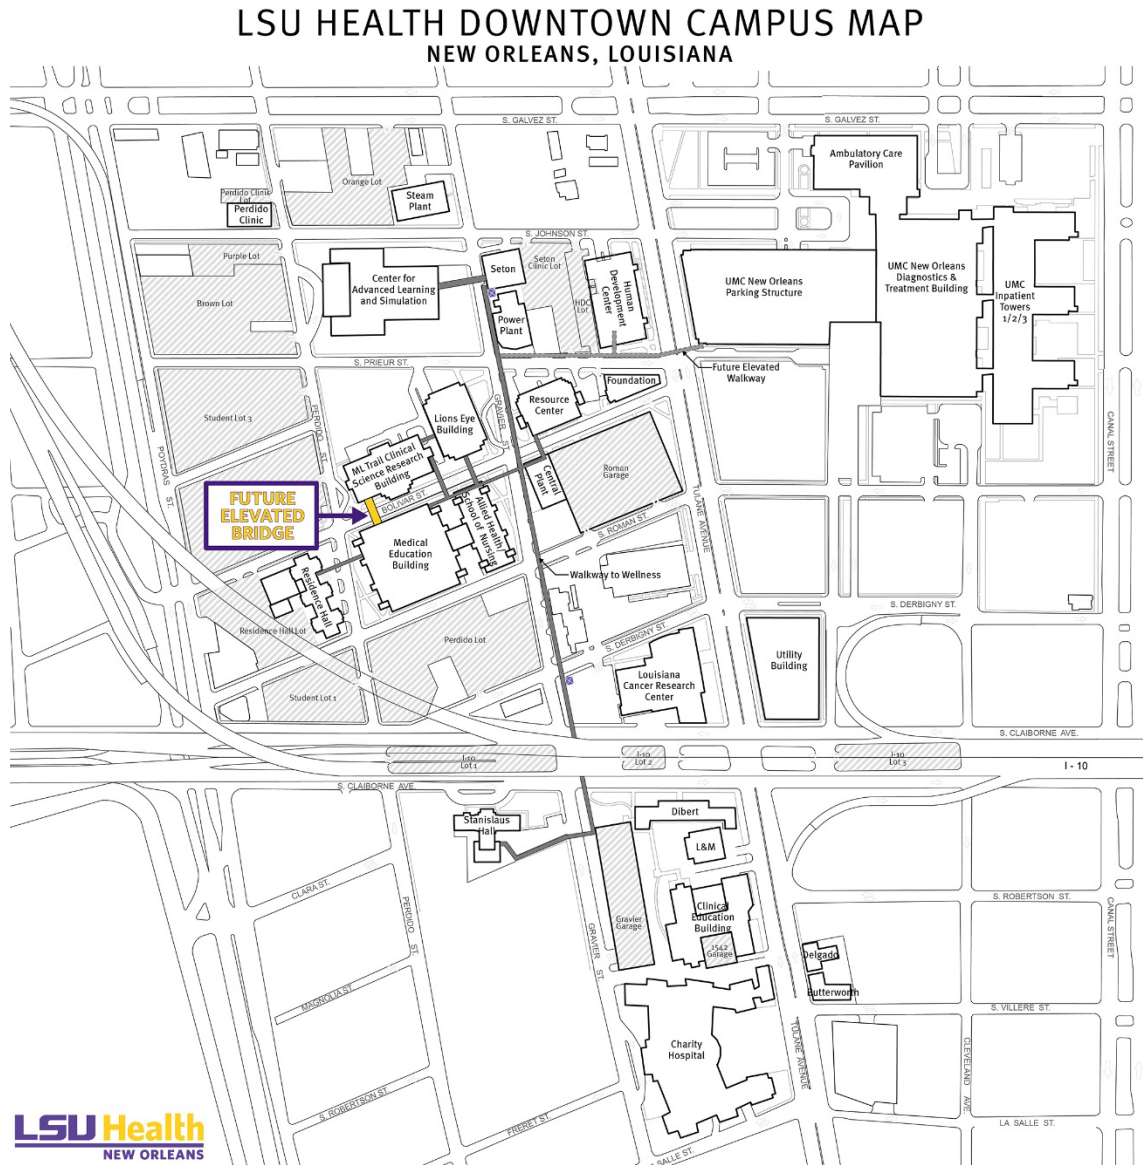 LSU HEALTH DOWNTOWN CAMPUS MAP
NEW ORLEANS, LOUISIANA
S. GALVEZ ST.
S. GALVEZ ST.
Ambulatory Care
Pavilion
Orange Lot
Perdido Clinic
Lot
Perdido
Clinic
Steam
Plant
S. JOHNSON ST.
Purple Lot
Brown Lot
Center for
Advanced Learning
and Simulation
Seton
Seton
Clinic Lot
Power
Plant
HDC
Lot
Human
Development
Center
UMC New Orleans
Parking Structure
UMC New Orleans
Diagnostics &
Treatment Building
UMC
Inpatient
Towers
1/2/3
S. PRIEUR ST.
Future Elevated
Walkway
Foundation
Resource
Center
GRAVIER ST.
Lions Eye
Building
Student Lot 3
PERDIDO ST.
POYDRAS ST.
CANAL STREET
ML Trail Clinical
Science Research
Building
Roman
Garage
Central
Plant
BOLIVAR ST.
FUTURE
ELEVATED
BRIDGE
Allied Health/
School of Nursing
Medical
Education
Building
S. ROMAN ST.
TULANE AVENUE
Residence Hall
Walkway to Wellness
S. DERBIGNY ST.
S. DERBIGNY ST.
Residence Hall Lot
Perdido Lot
Student Lot 1
Louisiana
Cancer Research
Center
Utility
Building
S. CLAIBORNE AVE.
I-10
Lot 1
I-10
Lot 2
I-10
Lot 3
I - 10
S. CLAIBORNE AVE.
Stanislaus
Hall
Dibert
L&M
CLARA ST.
PERDIDO ST.
Gravier
Garage
GRAVIER ST.
Clinical
Education
Building
1542
Garage
S. ROBERTSON ST.
CANAL STREET
Delgado
Butterworth
MAGNOLIA ST.
S. VILLERE ST.
Charity
Hospital
TULANE AVENUE
CLEVELAND AVE.
S. ROBERTSON ST.
FRERET ST.
LA SALLE ST.
LA SALLE ST.
LSU Health
NEW ORLEANS